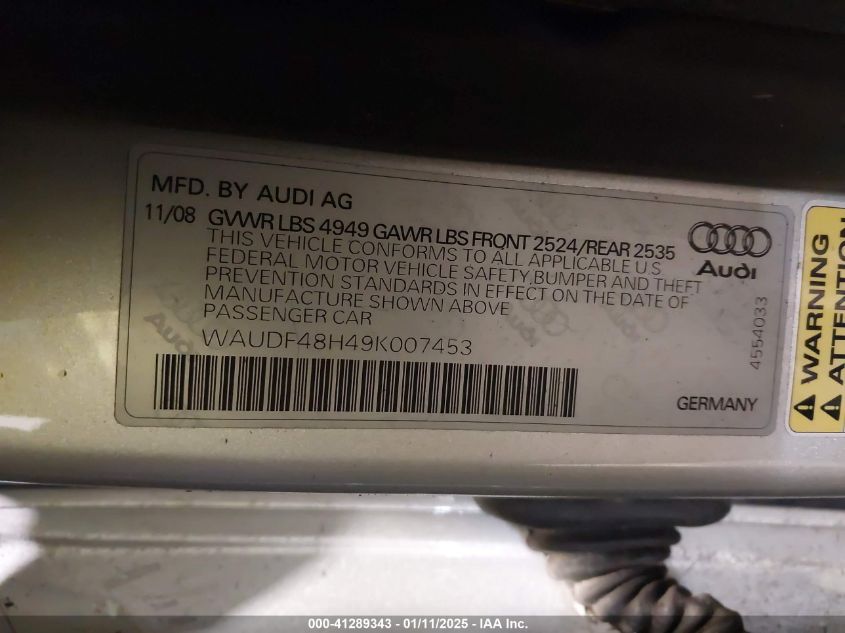 MFD. BY AUDI AG
11/08 GVWR LBS 4949 GAWR LBS FRONT 2524/REAR 2535
THIS VEHICLE CONFORMS TO ALL APPLICABLE U.S
FEDERAL MOTOR VEHICLE SAFETY,BUMPER AND THEFT
PREVENTION STANDARDS IN EFFECT ON THE DATE OF
MANUFACTURE SHOWN ABOVE
PASSENGER CAR
WAUDF48H49K007453
Audi
4554033
GERMANY
WARNING
ATTENTION
Audi
000-41289343 - 01/11/2025 - IAA Inc.